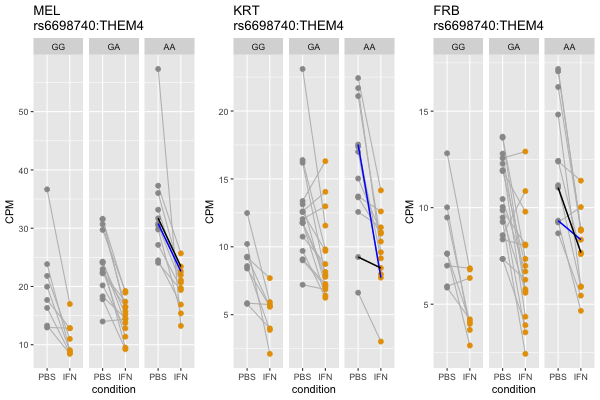 MEL
rs6698740:THEM4
GG GA AA
CPM
50
40
30
20
10
PBS IFN PBS IFN PBS IFN
condition
KRT
rs6698740:THEM4
GG GA AA
CPM
20
15
10
5
PBS IFN PBS IFN PBS IFN
condition
FRB
rs6698740:THEM4
GG GA AA
CPM
15
10
5
PBS IFN PBS IFN PBS IFN
condition